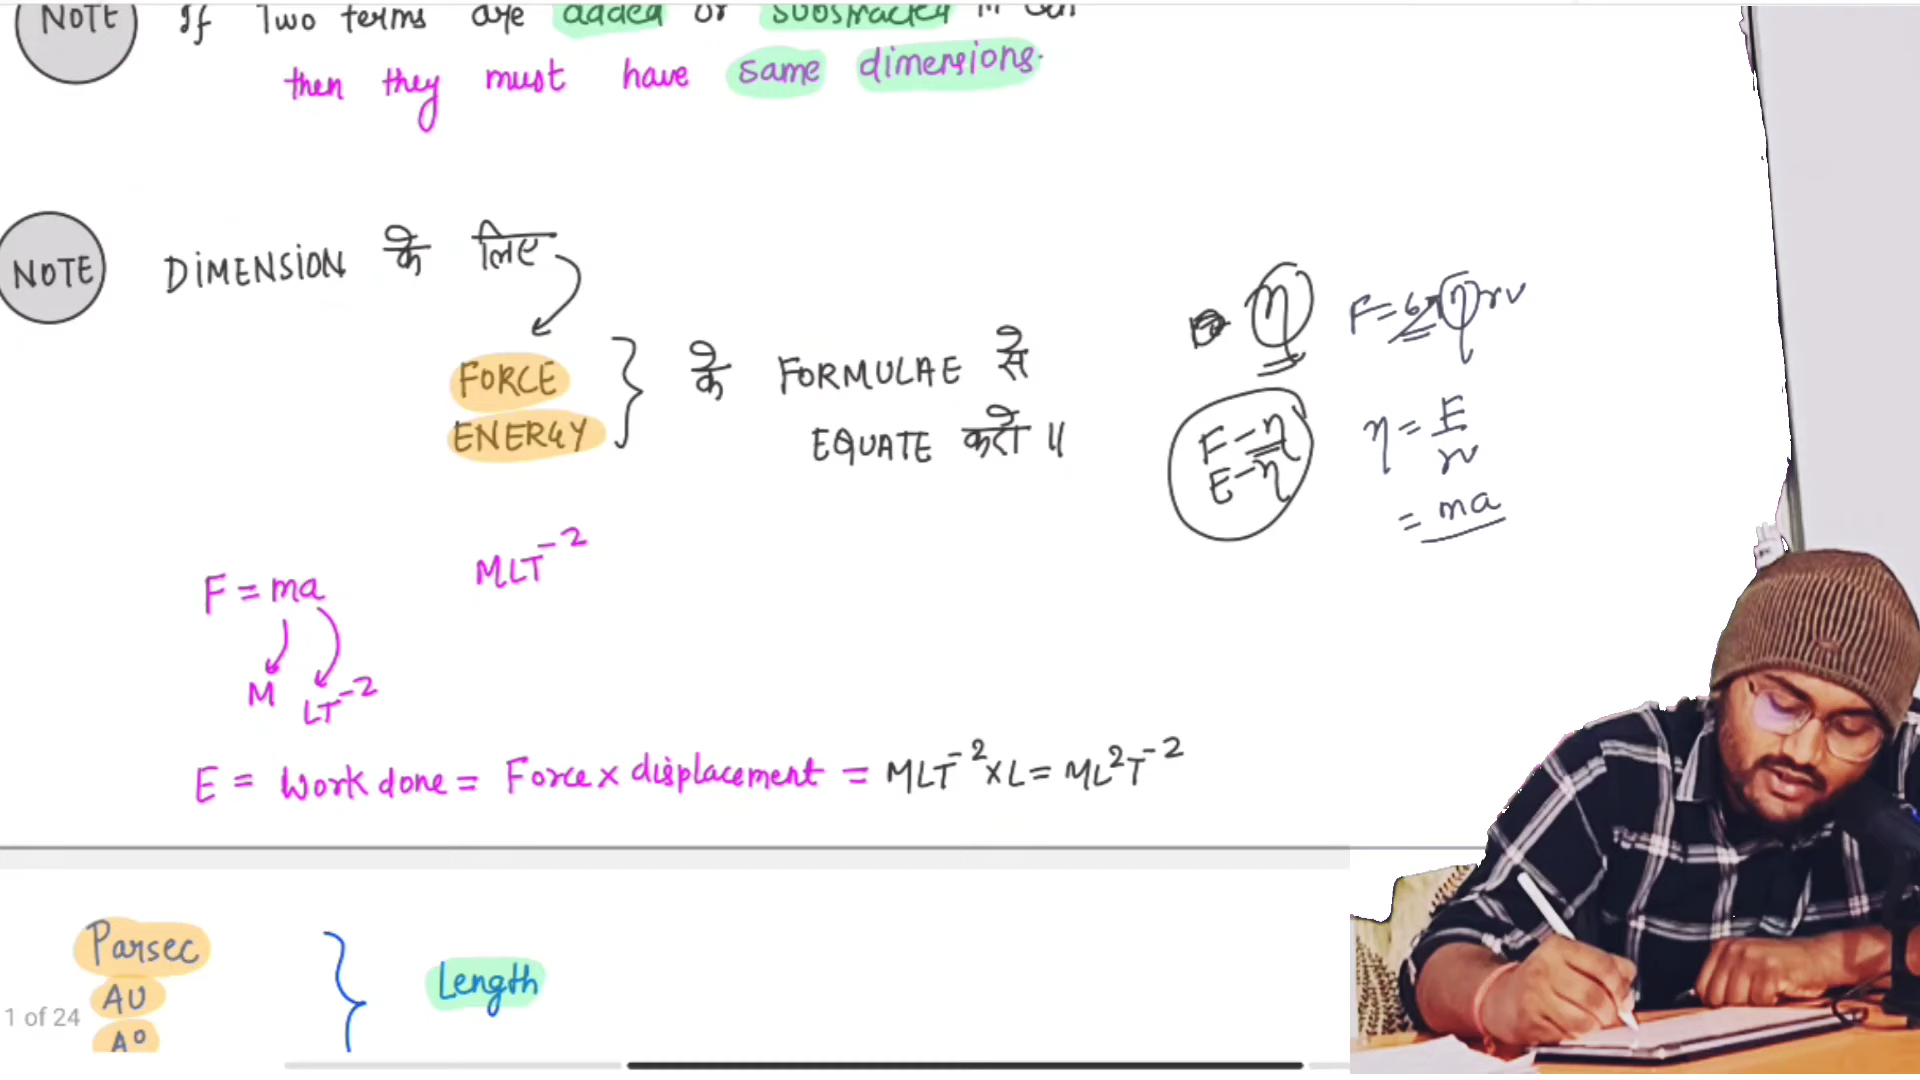 NOTE If Two terms are added or substracted in
then they must have same dimensions.
NOTE DIMENSION के लिए
FORCE
ENERGY
के FORMULAE से
EQUATE करो ॥
η F = 6πηrv
F - η
E - η
η = F
rv
= ma
F = ma
MLT⁻²
M LT⁻²
E = Work done = Force x displacement = MLT⁻² x L = ML²T⁻²
Parsec
AU
A°
Length
1 of 24